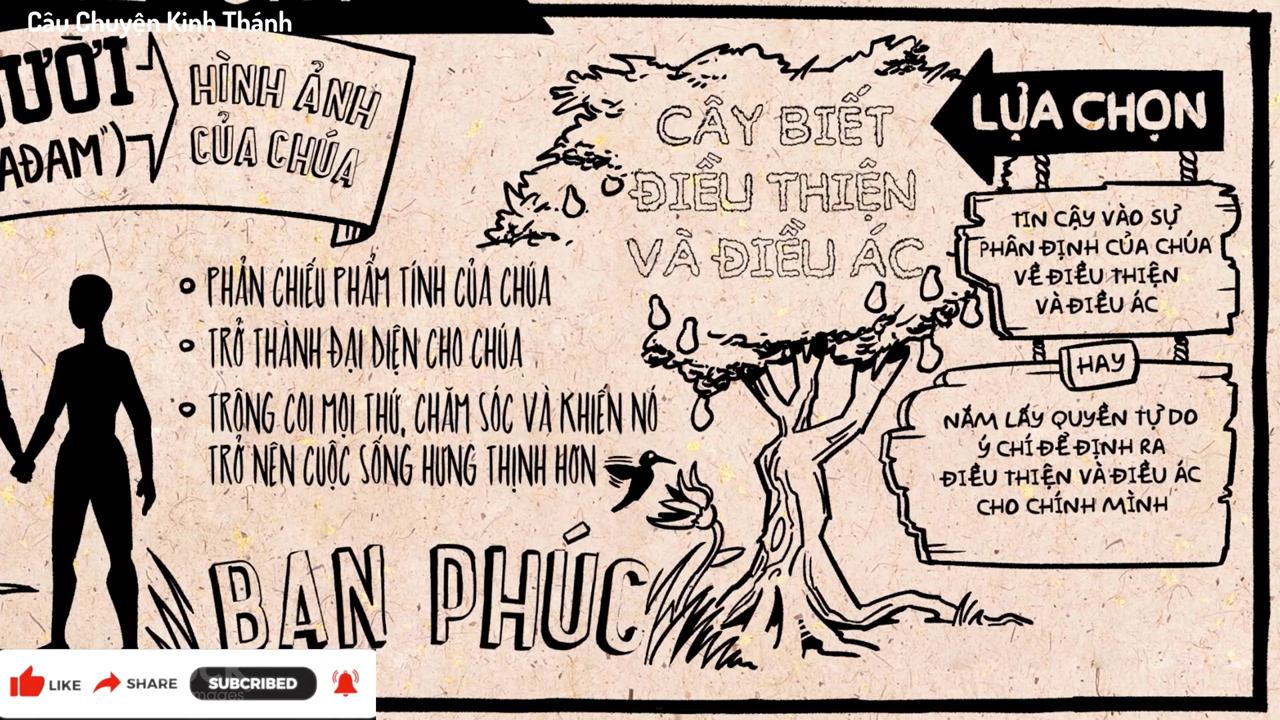 Câu Chuyện Kinh Thánh
ƯỜI
ADAM")
HÌNH ẢNH
CỦA CHÚA
PHẢN CHIẾU PHẨM TÍNH CỦA CHÚA
TRỞ THÀNH ĐẠI DIỆN CHO CHÚA
TRÔNG COI MỌI THỨ, CHĂM SÓC VÀ KHIẾN NÓ
TRỞ NÊN CUỘC SỐNG HƯNG THỊNH HƠN
BAN PHÚC
CÂY BIẾT
ĐIỀU THIỆN
VÀ ĐIỀU ÁC
LỰA CHỌN
TIN CẬY VÀO SỰ
PHÂN ĐỊNH CỦA CHÚA
VỀ ĐIỀU THIỆN
VÀ ĐIỀU ÁC
HAY
NẮM LẤY QUYỀN TỰ DO
Ý CHÍ ĐỂ ĐỊNH RA
ĐIỀU THIỆN VÀ ĐIỀU ÁC
CHO CHÍNH MÌNH
LIKE
SHARE
SUBCRIBED